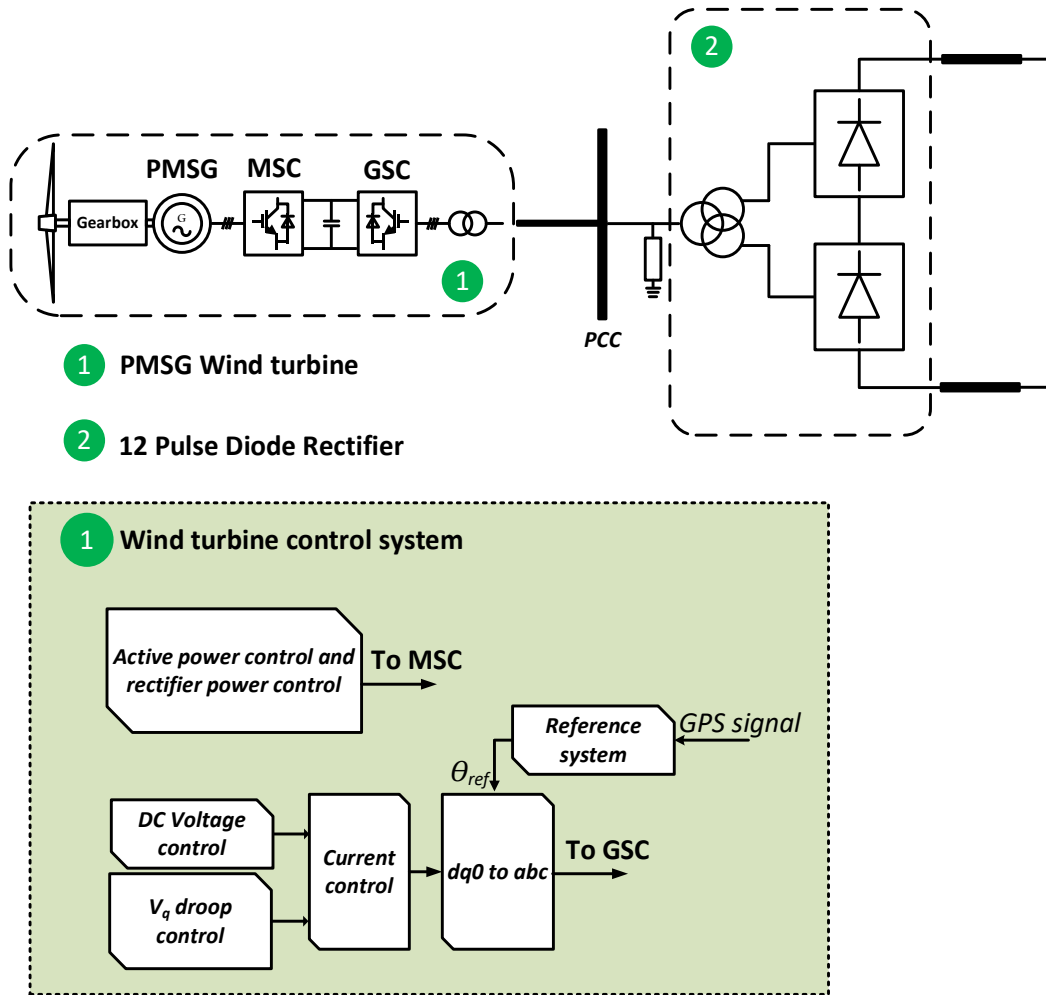 2
PMSG
MSC
GSC
Gearbox
G
1
PCC
1 PMSG Wind turbine
2 12 Pulse Diode Rectifier
1 Wind turbine control system
Active power control and
rectifier power control
To MSC
Reference
system
GPS signal
θref
DC Voltage
control
Vq droop
control
Current
control
dq0 to abc
To GSC